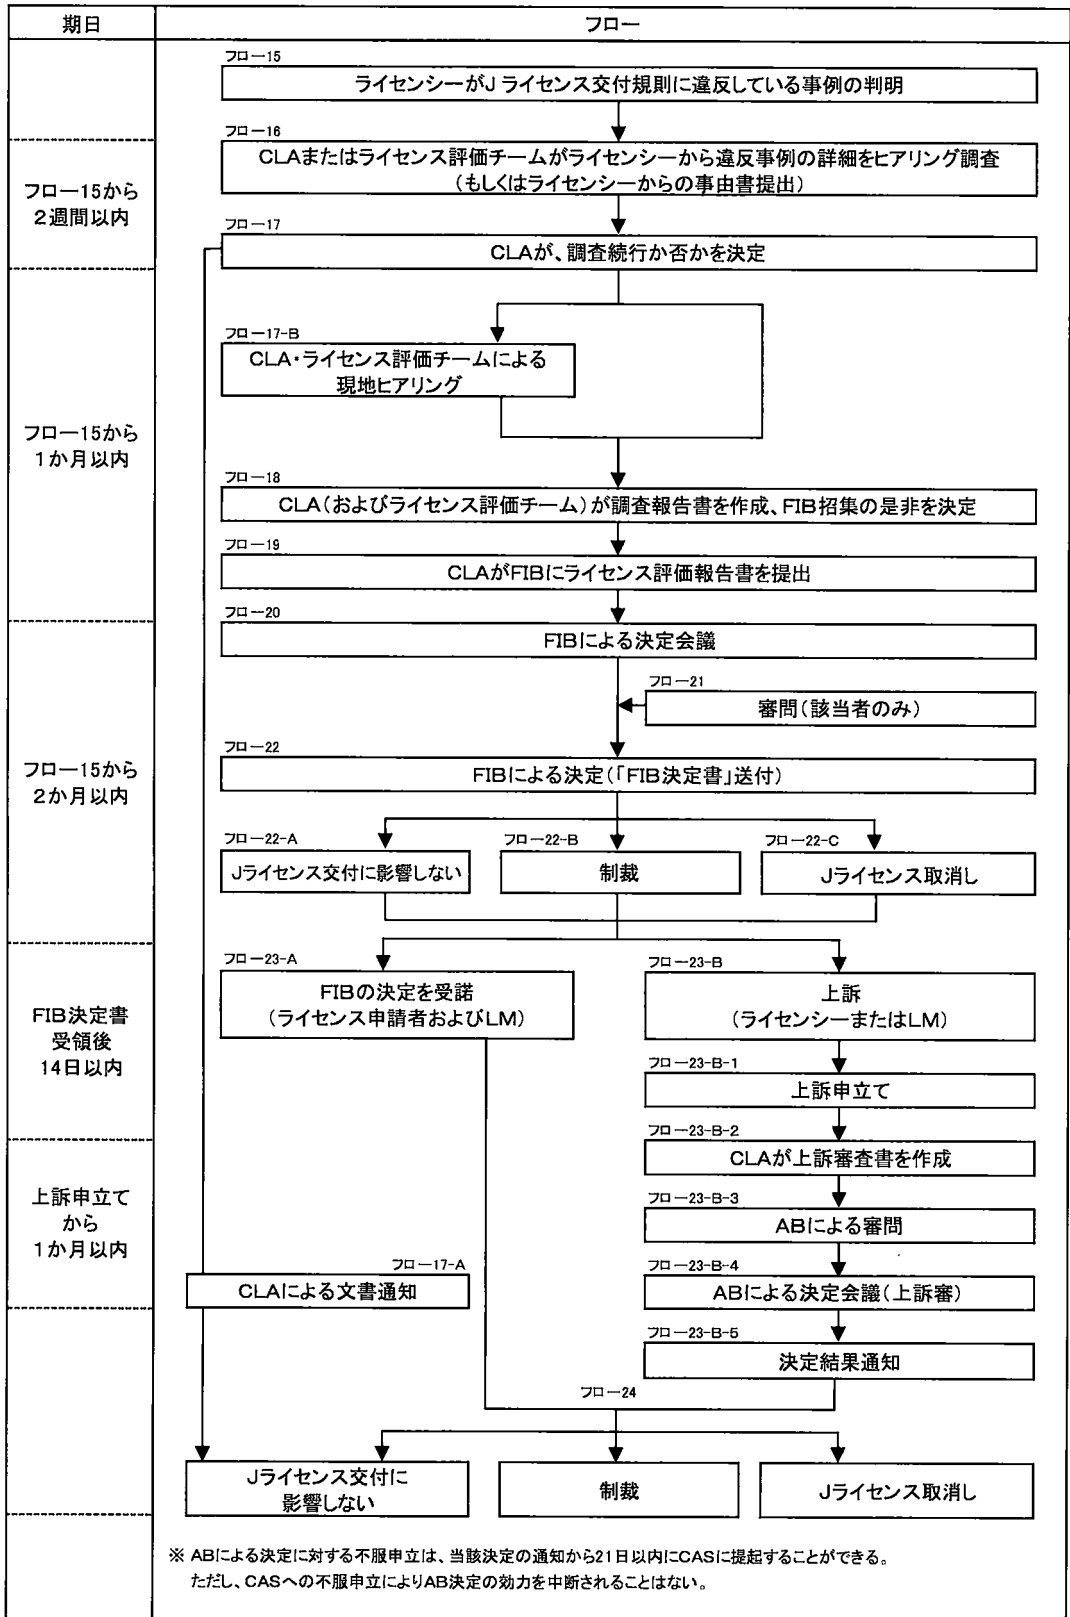 期日
フロー
フロー15
ライセンシーがJ ライセンス交付規則に違反している事例の判明
フロー15から
2週間以内
フロー16
CLAまたはライセンス評価チームがライセンシーから違反事例の詳細をヒアリング調査
(もしくはライセンシーからの事由書提出)
フロー17
CLAが、調査続行か否かを決定
フロー15から
1か月以内
フロー17-B
CLA・ライセンス評価チームによる
現地ヒアリング
フロー18
CLA(およびライセンス評価チーム)が調査報告書を作成、FIB招集の是非を決定
フロー19
CLAがFIBにライセンス評価報告書を提出
フロー15から
2か月以内
フロー20
FIBによる決定会議
フロー21
審問(該当者のみ)
フロー22
FIBによる決定(「FIB決定書」送付)
フロー22-A
Jライセンス交付に影響しない
フロー22-B
制裁
フロー22-C
Jライセンス取消し
FIB決定書
受領後
14日以内
フロー23-A
FIBの決定を受諾
(ライセンス申請者およびLM)
フロー23-B
上訴
(ライセンシーまたはLM)
フロー23-B-1
上訴申立て
上訴申立て
から
1か月以内
フロー23-B-2
CLAが上訴審査書を作成
フロー23-B-3
ABによる審問
フロー17-A
CLAによる文書通知
フロー23-B-4
ABによる決定会議(上訴審)
フロー23-B-5
決定結果通知
フロー24
Jライセンス交付に
影響しない
制裁
Jライセンス取消し
※ ABによる決定に対する不服申立は、当該決定の通知から21日以内にCASに提起することができる。
ただし、CASへの不服申立によりAB決定の効力を中断されることはない。